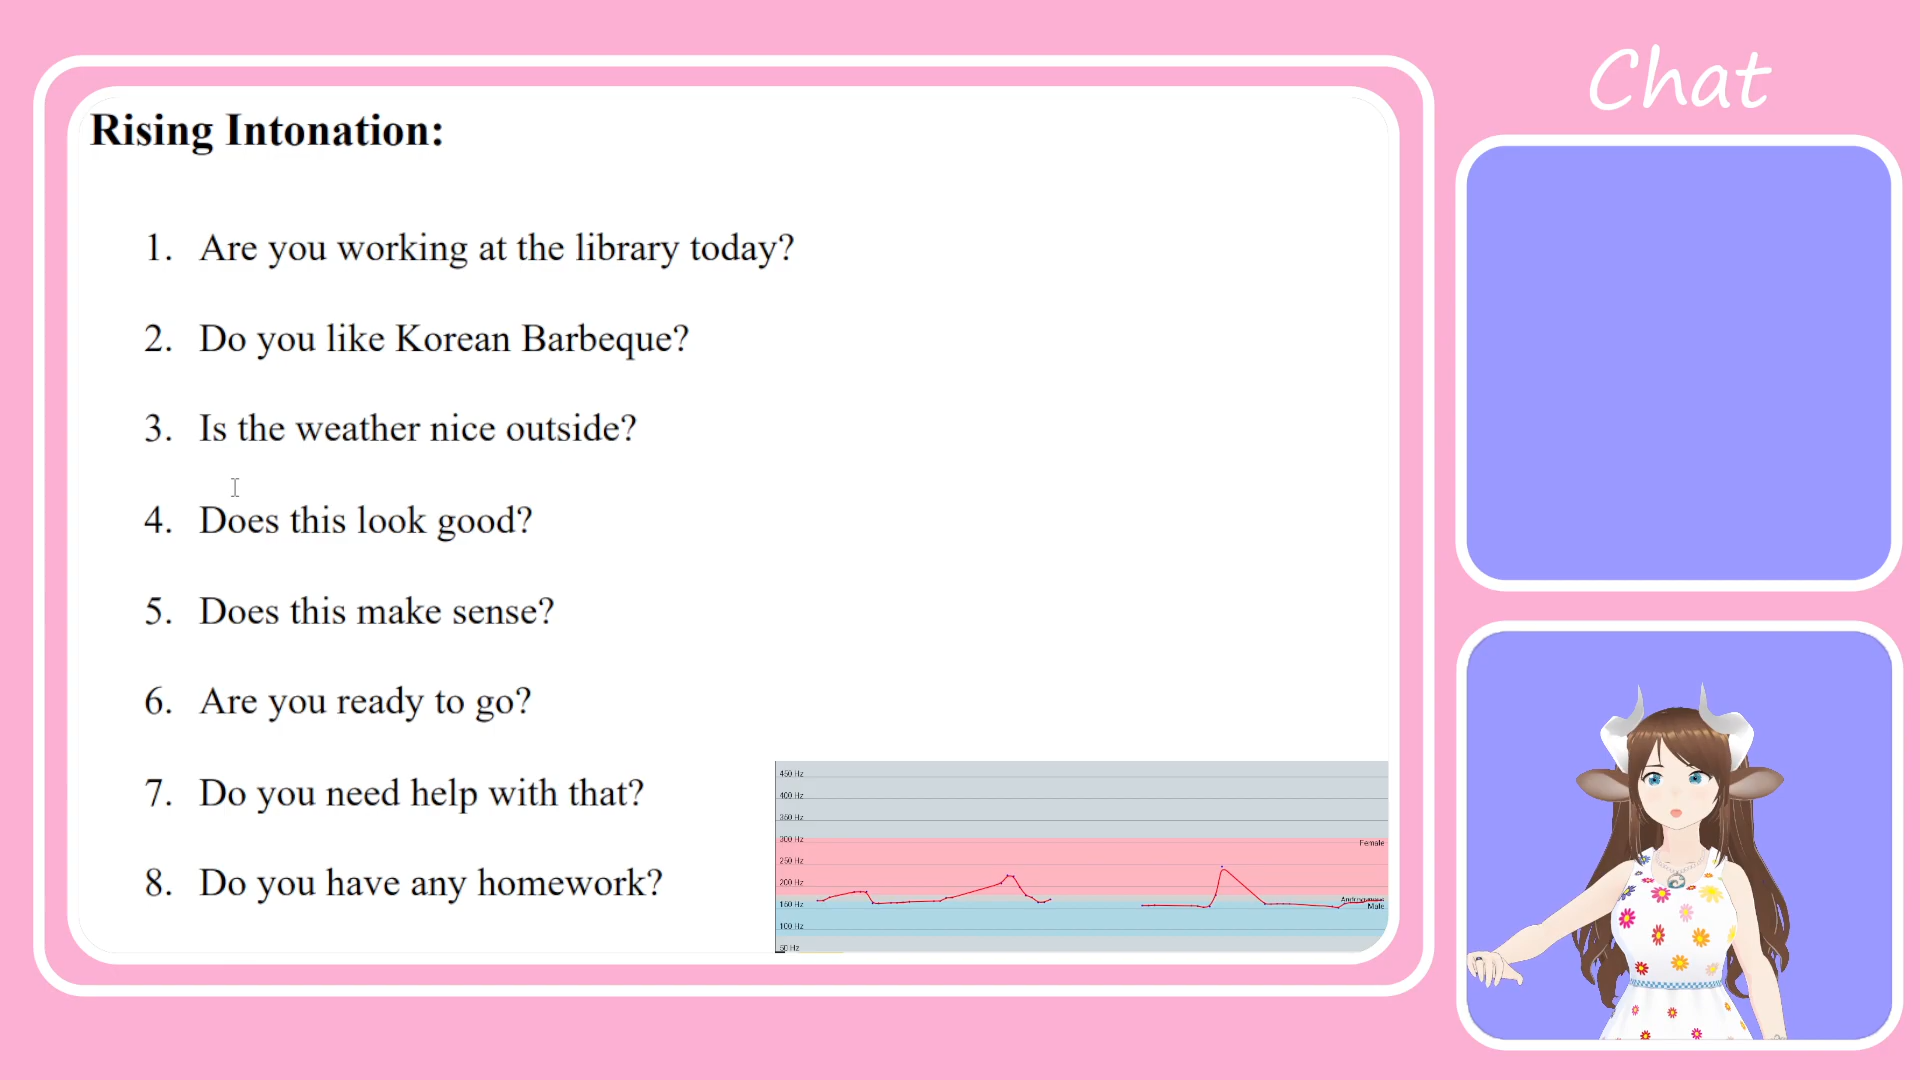 Chat
Rising Intonation:
1. Are you working at the library today?
2. Do you like Korean Barbeque?
3. Is the weather nice outside?
4. Does this look good?
5. Does this make sense?
6. Are you ready to go?
7. Do you need help with that?
8. Do you have any homework?
450 Hz
400 Hz
350 Hz
300 Hz
Female
250 Hz
200 Hz
150 Hz
Male
100 Hz
50 Hz